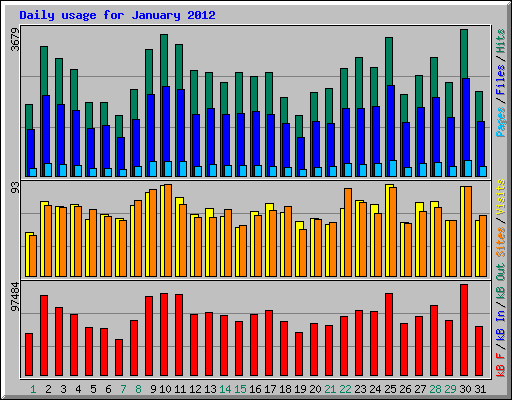 Daily usage for January 2012
3679
Pages / Files / Hits
93
Sites / Visits
97484
kB F / kB In / kB Out
1 2 3 4 5 6 7 8 9 10 11 12 13 14 15 16 17 18 19 20 21 22 23 24 25 26 27 28 29 30 31